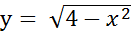 y = √(4 − x²)